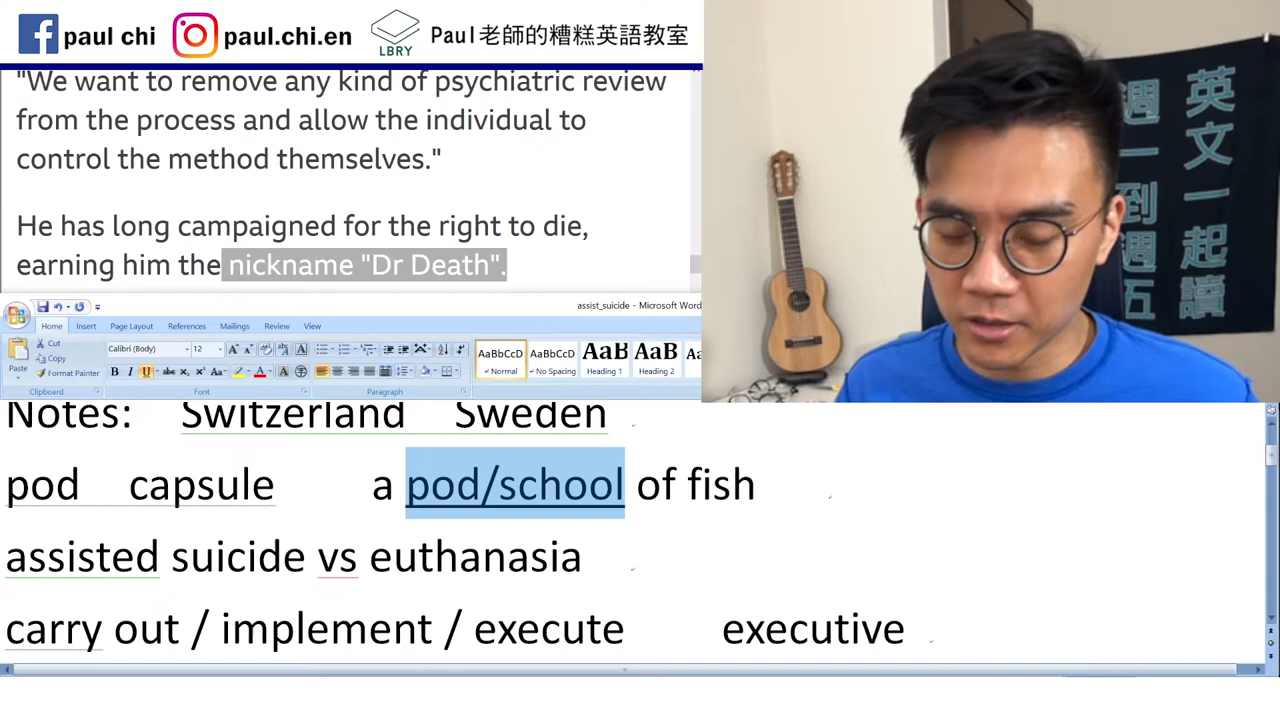 paul chi paul.chi.en LBRY Paul老師的糟糕英語教室
"We want to remove any kind of psychiatric review
from the process and allow the individual to
control the method themselves."
He has long campaigned for the right to die,
earning him the nickname "Dr Death".
assist_suicide - Microsoft Word
Home Insert Page Layout References Mailings Review View
Paste
Cut
Copy
Format Painter
Clipboard
Calibri (Body) 12
Font
Paragraph
AaBbCcD AaBbCcD AaBb AaB
Normal No Spacing Heading 1 Heading 2
Notes: Switzerland Sweden
pod capsule a pod/school of fish
assisted suicide vs euthanasia
carry out / implement / execute executive
英文一起讀
週一到週五